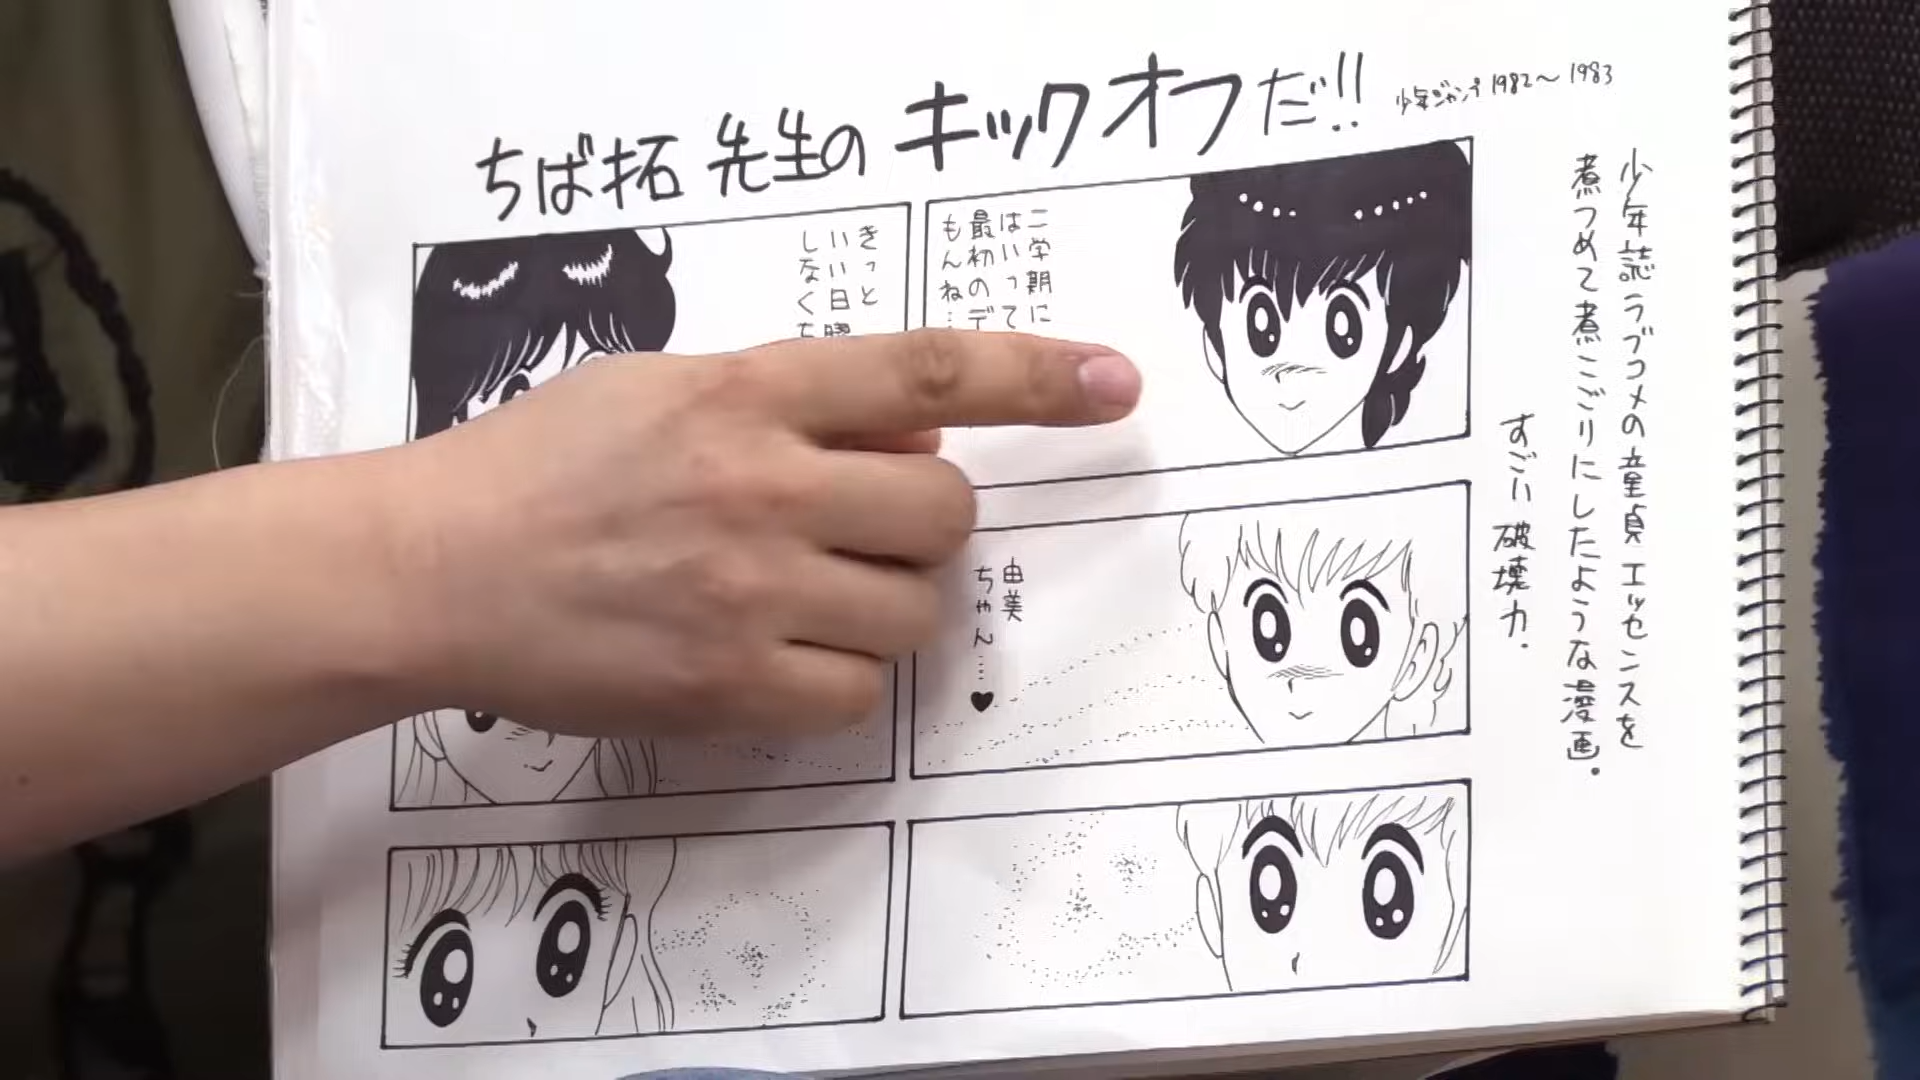 ちば拓 先生の キックオフだ!!
少年ジャンプ 1982〜1983
少年誌ラブコメの童貞エッセンスを
煮つめて煮こごりにしたような漫画。
すごい破壊力.
二学期に
はいって
最初のデ
もんね…
きっと
いい日曜
しなくち
由美
ちゃん…♥